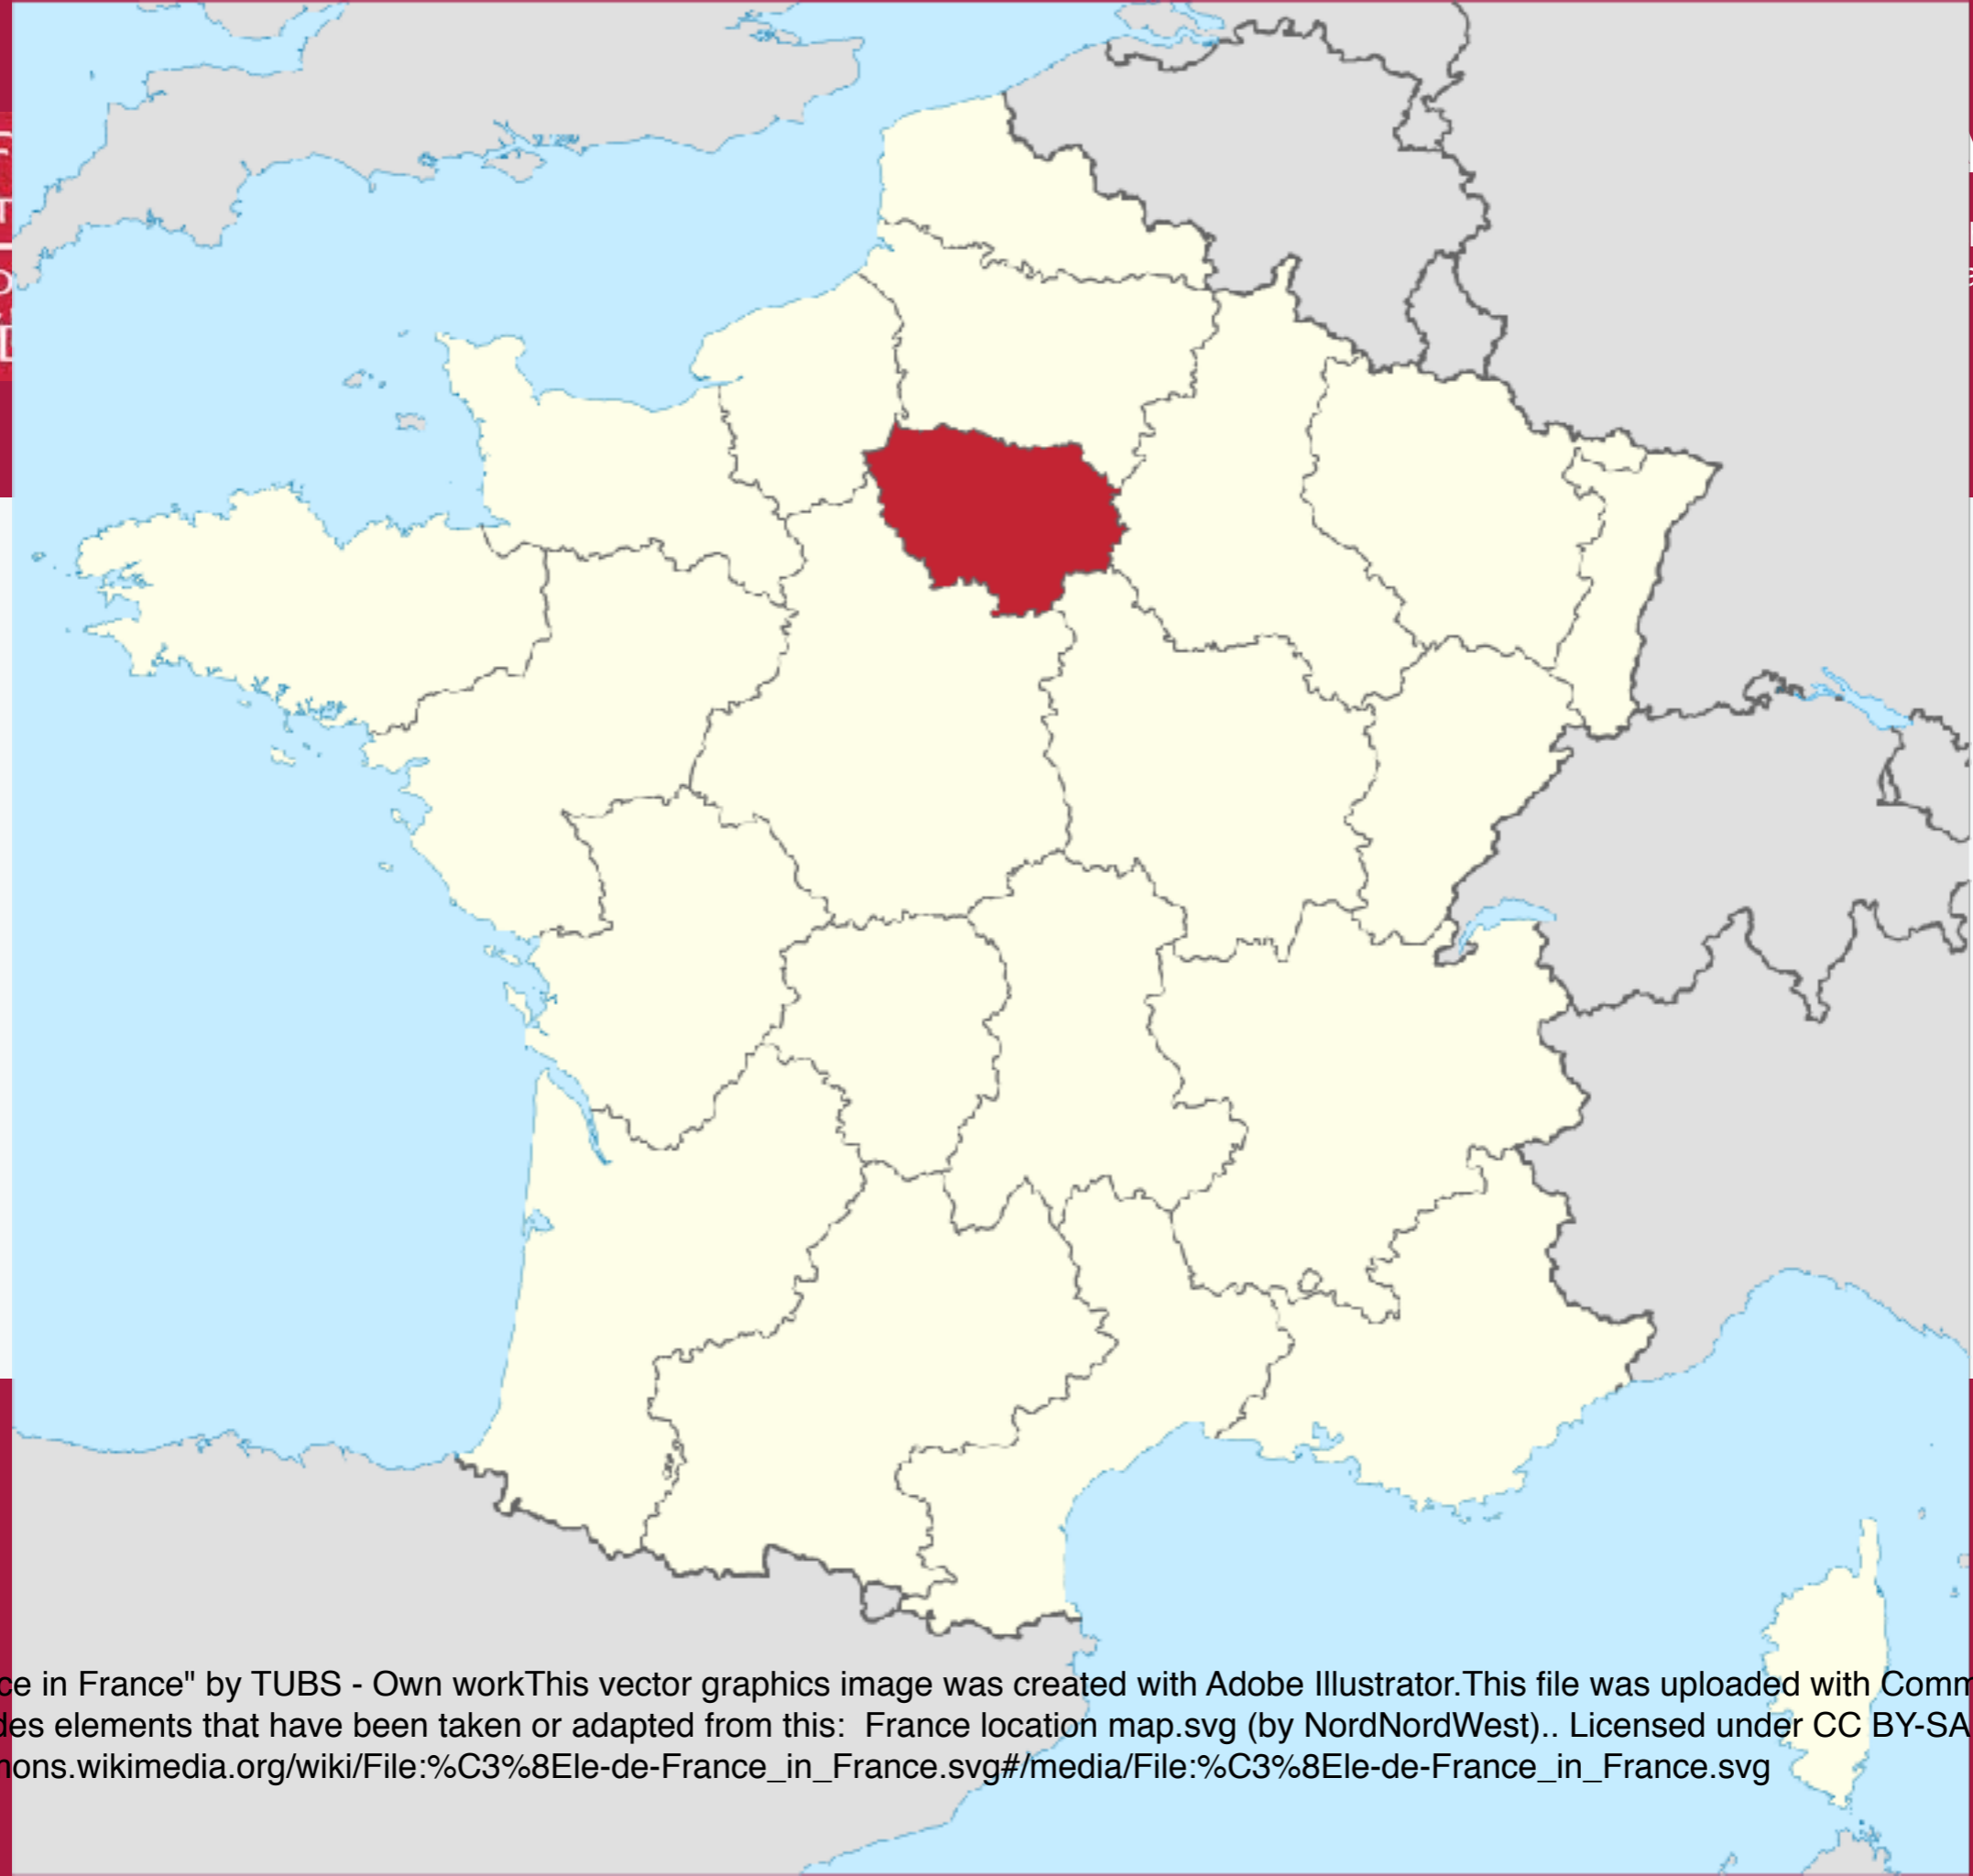 ce in France" by TUBS - Own workThis vector graphics image was created with Adobe Illustrator.This file was uploaded with Comm
des elements that have been taken or adapted from this:  France location map.svg (by NordNordWest).. Licensed under CC BY-SA
mons.wikimedia.org/wiki/File:%C3%8Ele-de-France_in_France.svg#/media/File:%C3%8Ele-de-France_in_France.svg